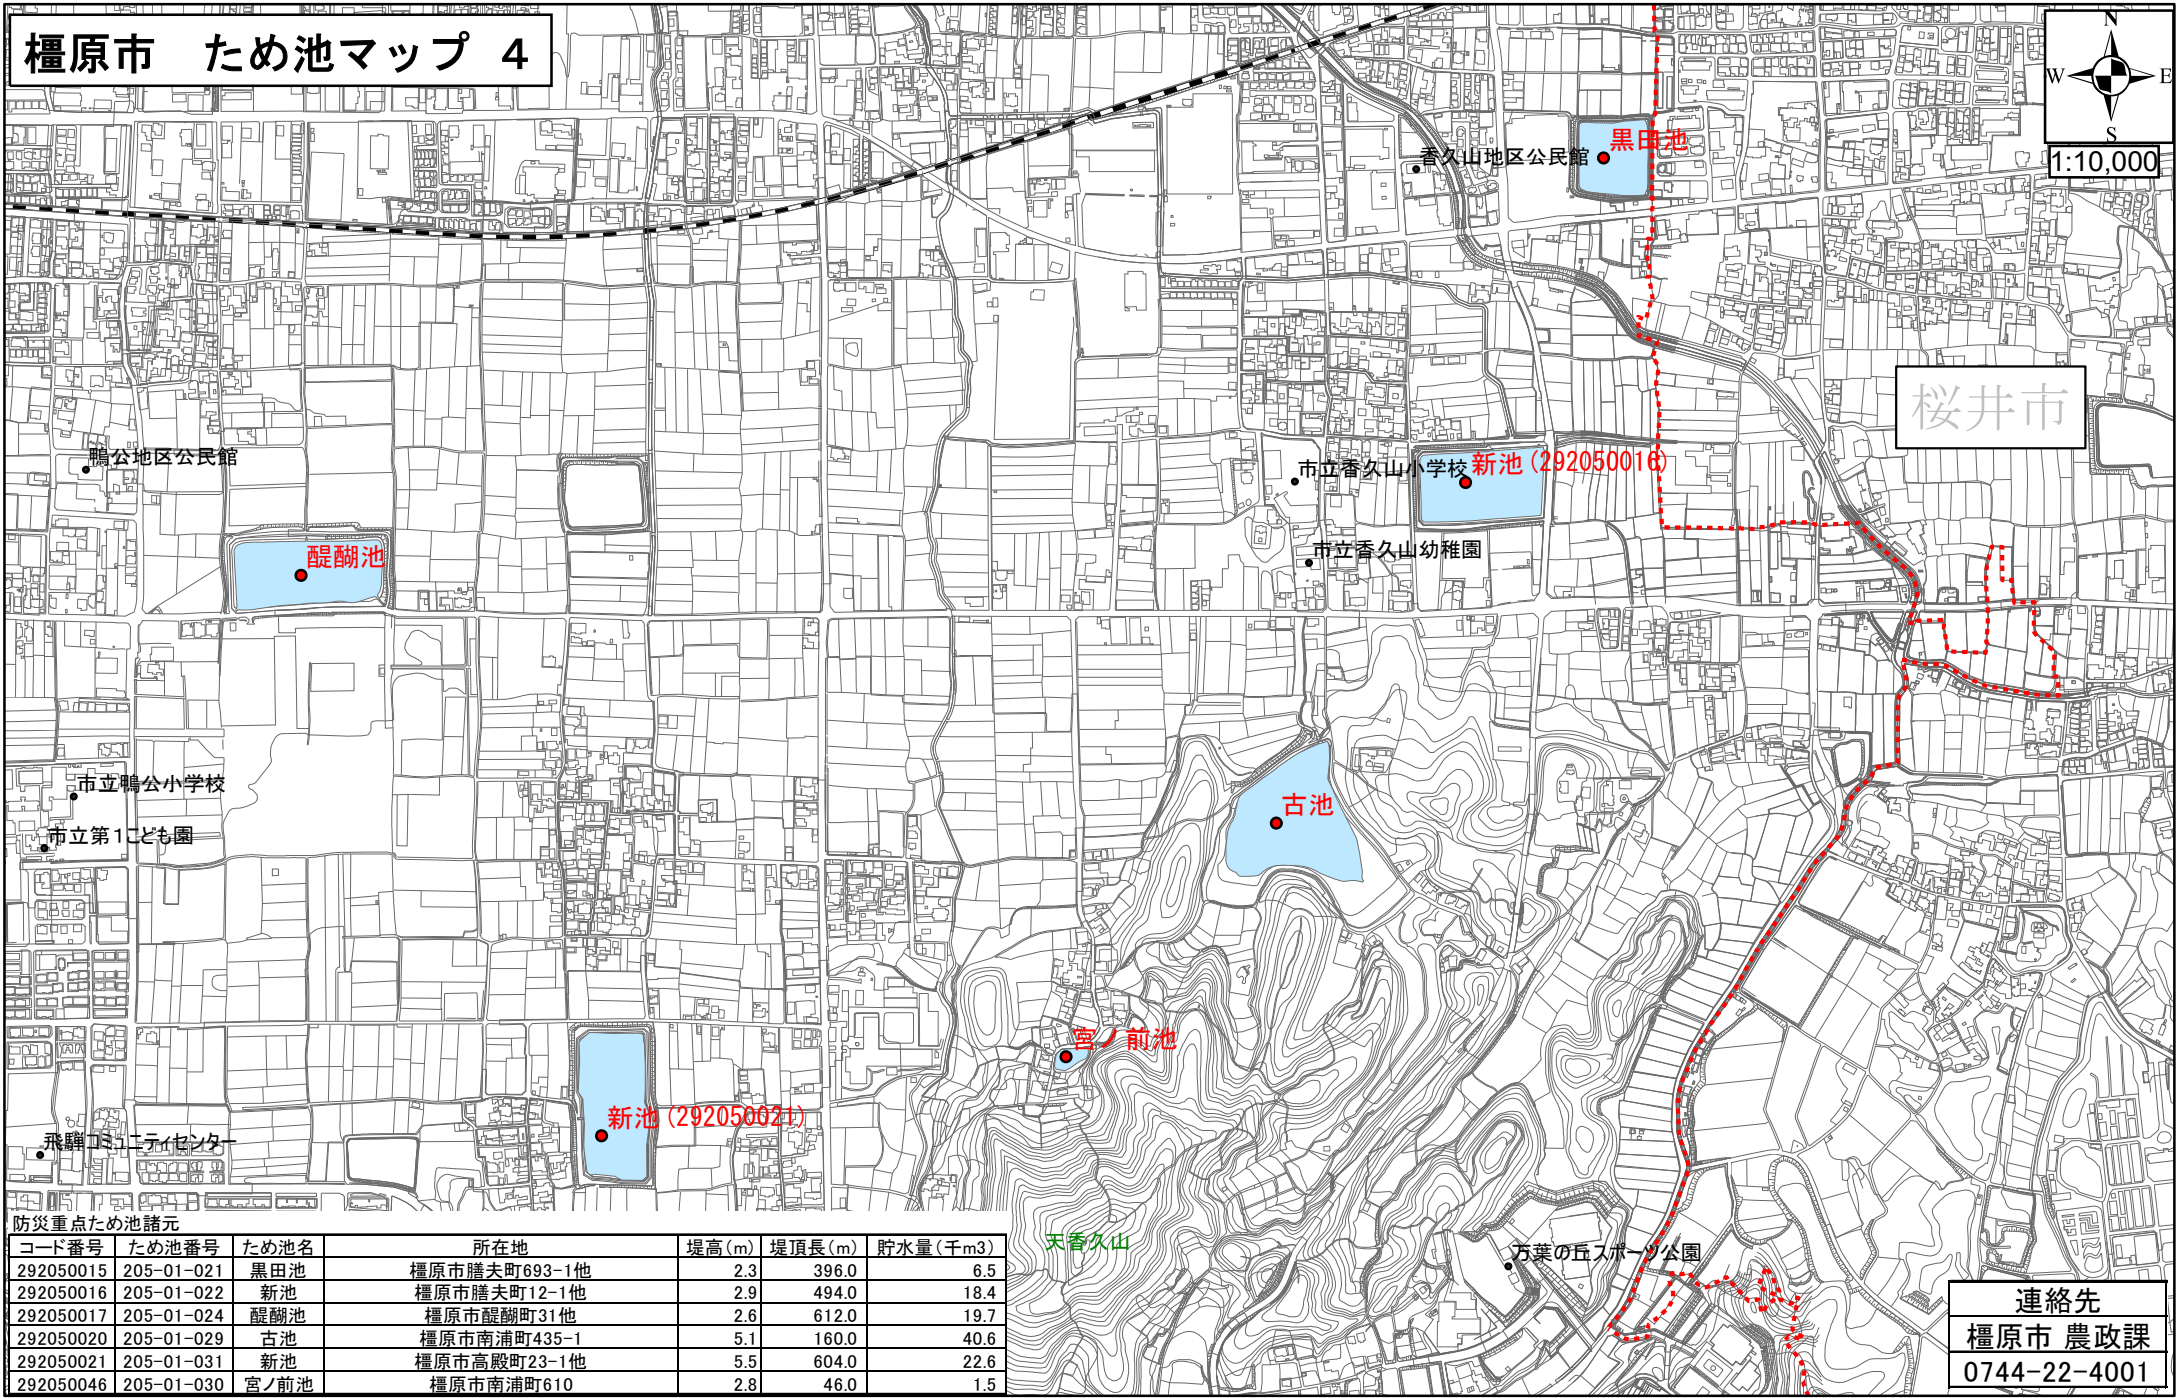 橿原市　ため池マップ 4
N
W E
S
1:10,000
黒田池
香久山地区公民館
桜井市
鴨公地区公民館
市立香久山小学校
新池(292050016)
醍醐池
市立香久山幼稚園
古池
市立鴨公小学校
市立第1こども園
宮ノ前池
新池(292050021)
飛騨コミュニティセンター
天香久山
万葉の丘スポーツ公園
防災重点ため池諸元
コード番号 ため池番号 ため池名 所在地 堤高(m) 堤頂長(m) 貯水量(千m3)
292050015 205-01-021 黒田池 橿原市膳夫町693-1他 2.3 396.0 6.5
292050016 205-01-022 新池 橿原市膳夫町12-1他 2.9 494.0 18.4
292050017 205-01-024 醍醐池 橿原市醍醐町31他 2.6 612.0 19.7
292050020 205-01-029 古池 橿原市南浦町435-1 5.1 160.0 40.6
292050021 205-01-031 新池 橿原市高殿町23-1他 5.5 604.0 22.6
292050046 205-01-030 宮ノ前池 橿原市南浦町610 2.8 46.0 1.5
連絡先
橿原市 農政課
0744-22-4001